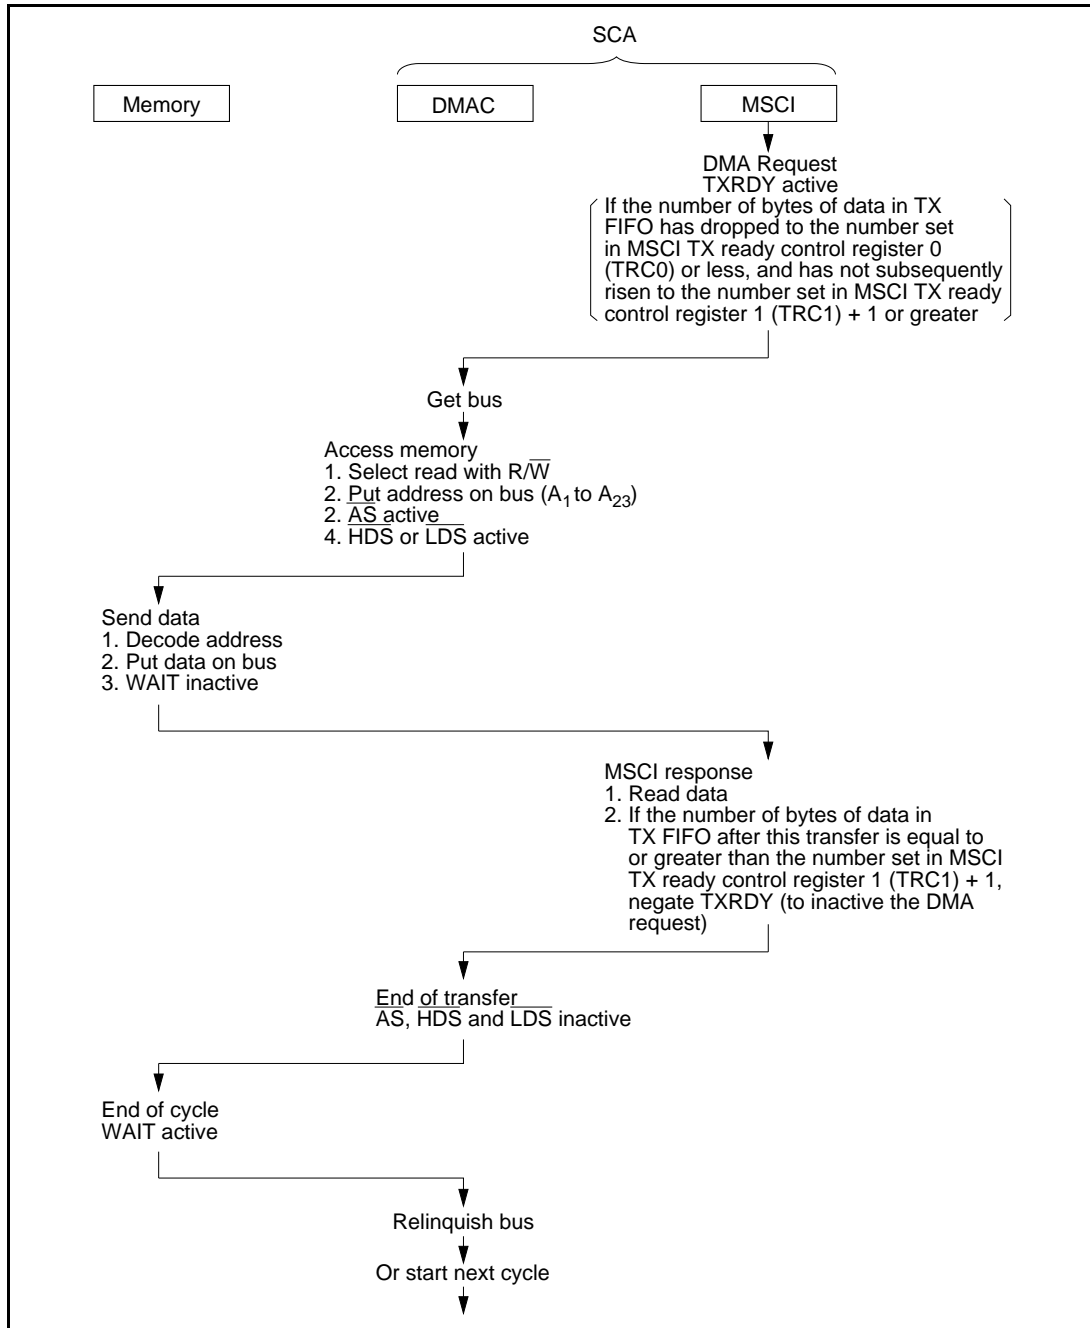 SCA
Memory
DMAC
MSCI
DMA Request
TXRDY active
If the number of bytes of data in TX
FIFO has dropped to the number set
in MSCI TX ready control register 0
(TRC0) or less, and has not subsequently
risen to the number set in MSCI TX ready
control register 1 (TRC1) + 1 or greater
Get bus
Access memory
1. Select read with R/W̅
2. Put address on bus (A₁ to A₂₃)
2. A̅S̅ active
4. H̅D̅S̅ or L̅D̅S̅ active
Send data
1. Decode address
2. Put data on bus
3. WAIT inactive
MSCI response
1. Read data
2. If the number of bytes of data in
TX FIFO after this transfer is equal to
or greater than the number set in MSCI
TX ready control register 1 (TRC1) + 1,
negate TXRDY (to inactive the DMA
request)
End of transfer
A̅S̅, H̅D̅S̅ and L̅D̅S̅ inactive
End of cycle
WAIT active
Relinquish bus
Or start next cycle